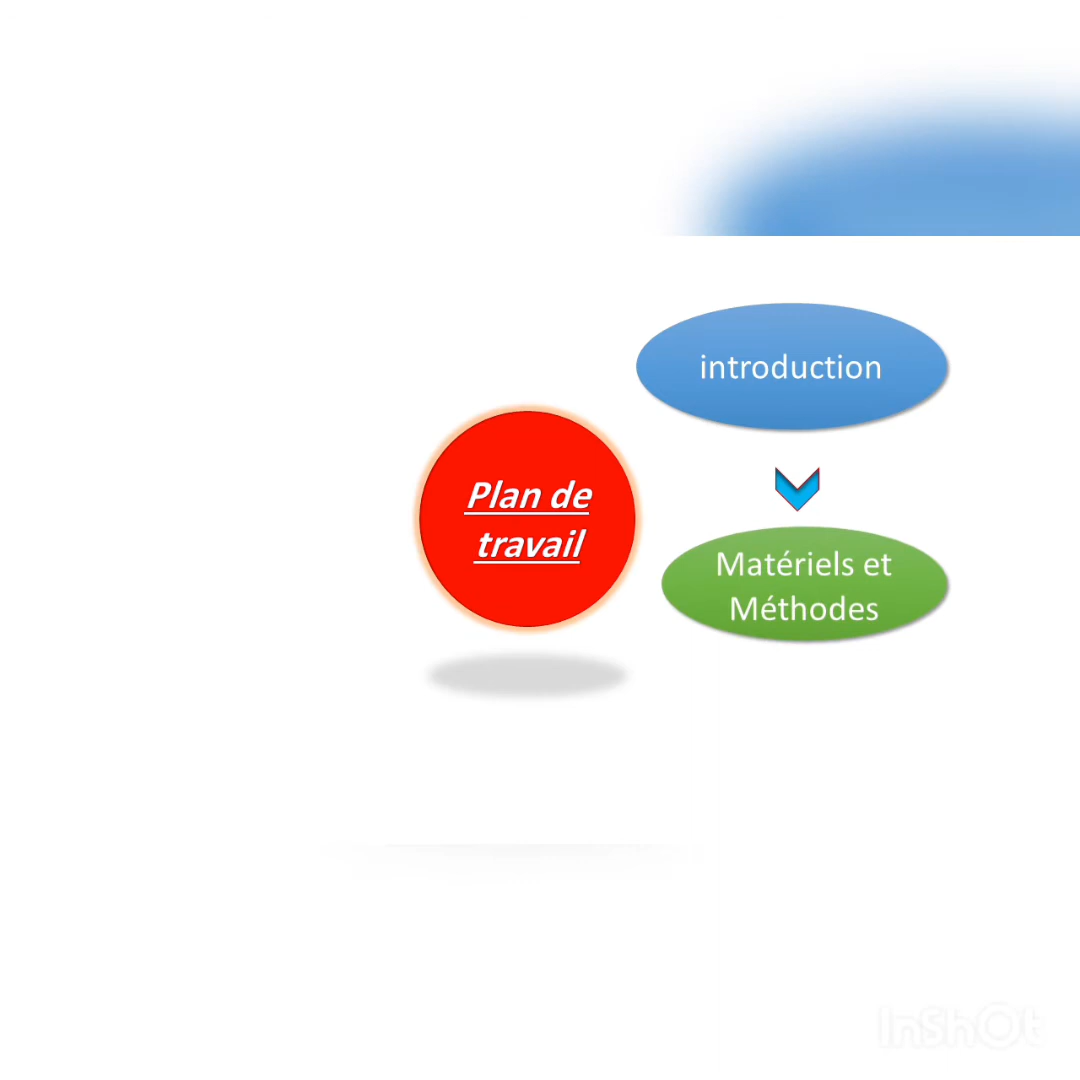 introduction
Plan de
travail
Matériels et
Méthodes
InShOt